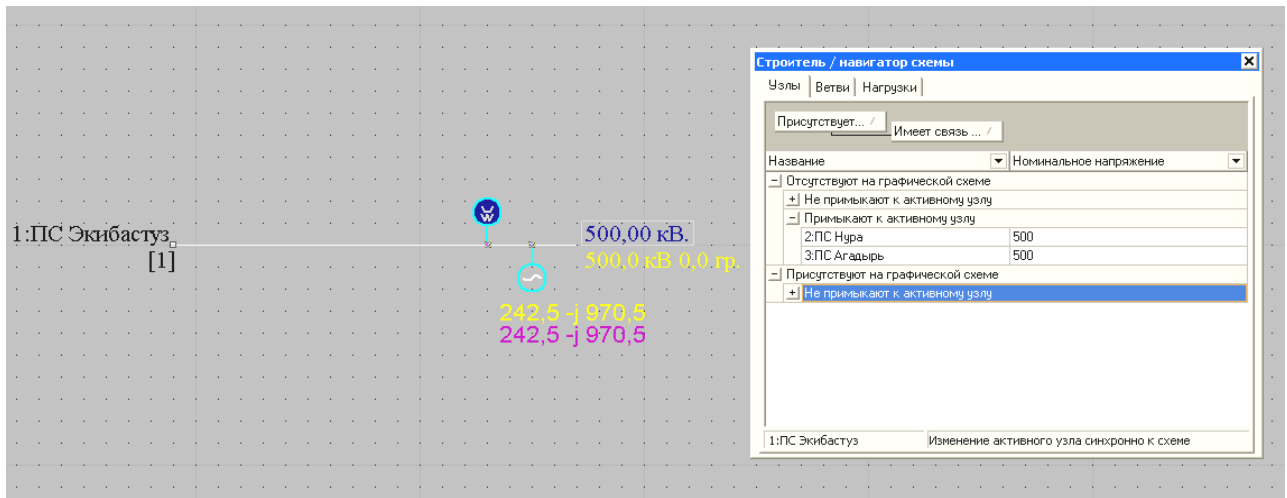 1:ПС Экибастуз
[1]
W
500,00 кВ.
500,0 кВ 0,0 гр.
242,5 -j 970,5
242,5 -j 970,5
Строитель / навигатор схемы
Узлы Ветви Нагрузки
Присутствует...
Имеет связь ...
Название Номинальное напряжение
Отсутствуют на графической схеме
Не примыкают к активному узлу
Примыкают к активному узлу
2:ПС Нура 500
3:ПС Агадырь 500
Присутствуют на графической схеме
Не примыкают к активному узлу
1:ПС Экибастуз Изменение активного узла синхронно к схеме